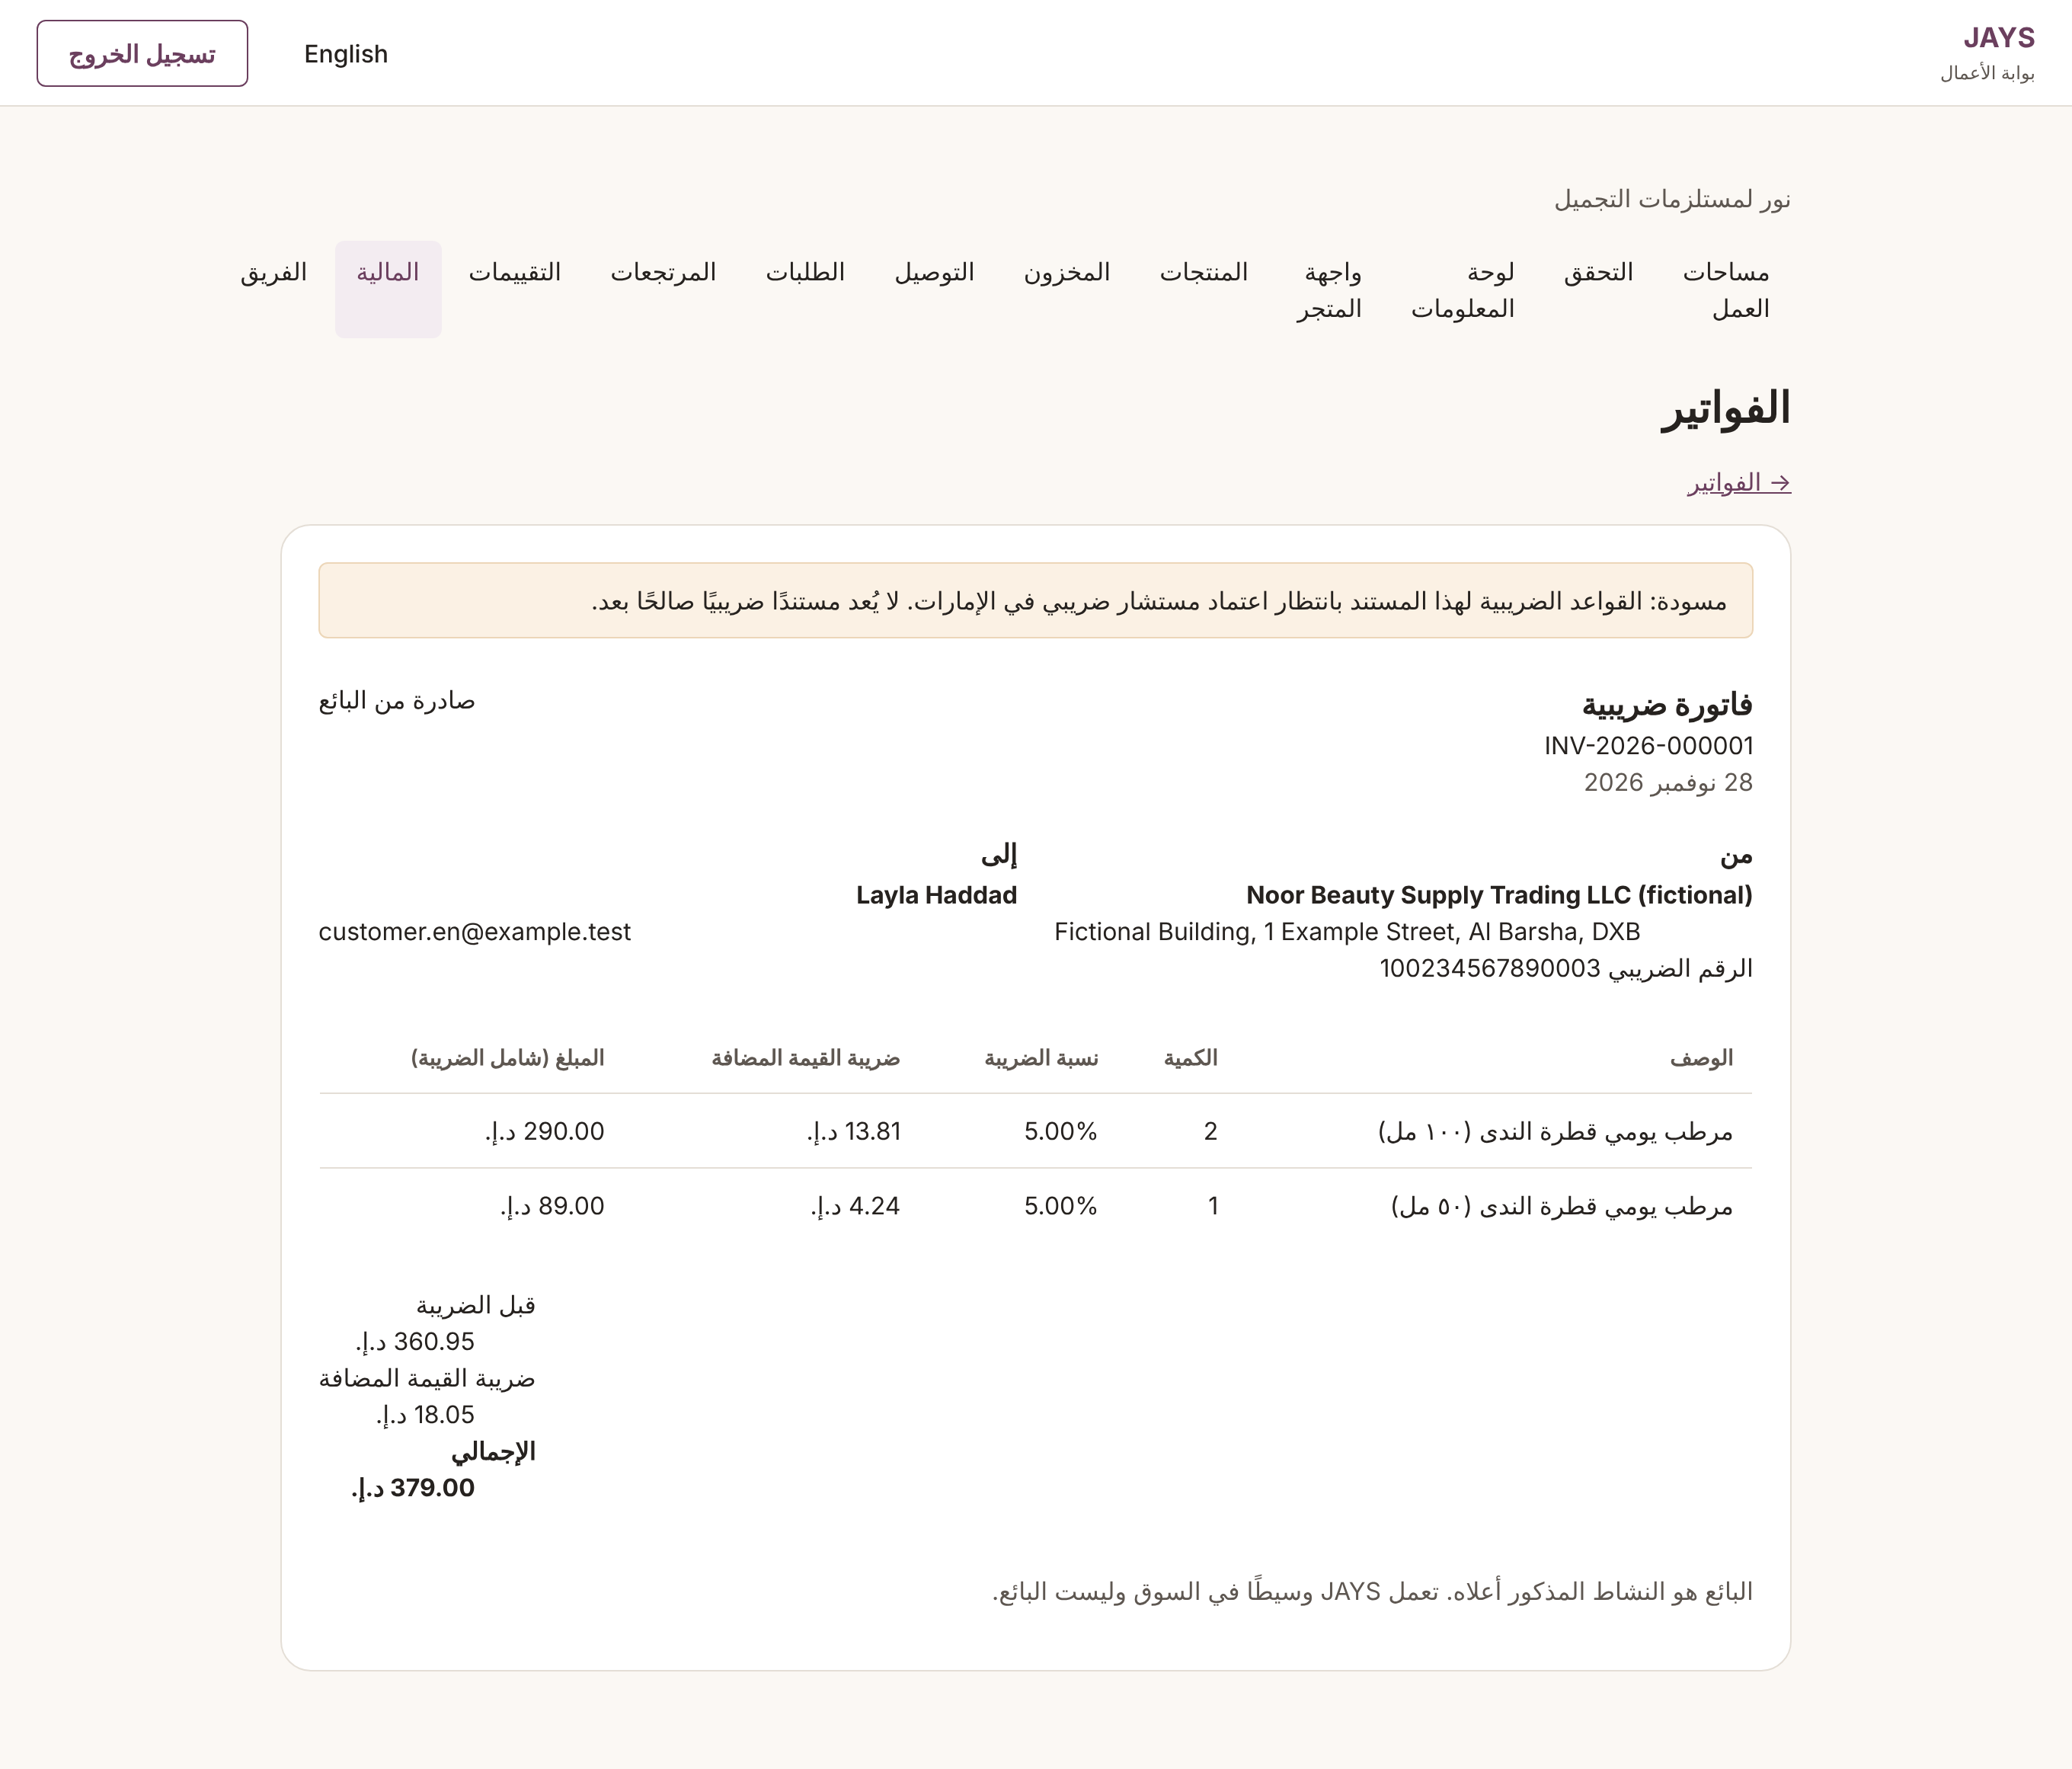 JAYS
بوابة الأعمال
English
تسجيل الخروج
نور لمستلزمات التجميل
مساحات العمل
التحقق
لوحة المعلومات
واجهة المتجر
المنتجات
المخزون
التوصيل
الطلبات
المرتجعات
التقييمات
المالية
الفريق
الفواتير
→ الفواتير
مسودة: القواعد الضريبية لهذا المستند بانتظار اعتماد مستشار ضريبي في الإمارات. لا يُعد مستندًا ضريبيًا صالحًا بعد.
فاتورة ضريبية
صادرة من البائع
INV-2026-000001
28 نوفمبر 2026
من
Noor Beauty Supply Trading LLC (fictional)
Fictional Building, 1 Example Street, Al Barsha, DXB
الرقم الضريبي 100234567890003
إلى
Layla Haddad
customer.en@example.test
الوصف الكمية نسبة الضريبة ضريبة القيمة المضافة المبلغ (شامل الضريبة)
مرطب يومي قطرة الندى (١٠٠ مل) 2 5.00% 13.81 د.إ. 290.00 د.إ.
مرطب يومي قطرة الندى (٥٠ مل) 1 5.00% 4.24 د.إ. 89.00 د.إ.
قبل الضريبة
360.95 د.إ.
ضريبة القيمة المضافة
18.05 د.إ.
الإجمالي
379.00 د.إ.
البائع هو النشاط المذكور أعلاه. تعمل JAYS وسيطًا في السوق وليست البائع.